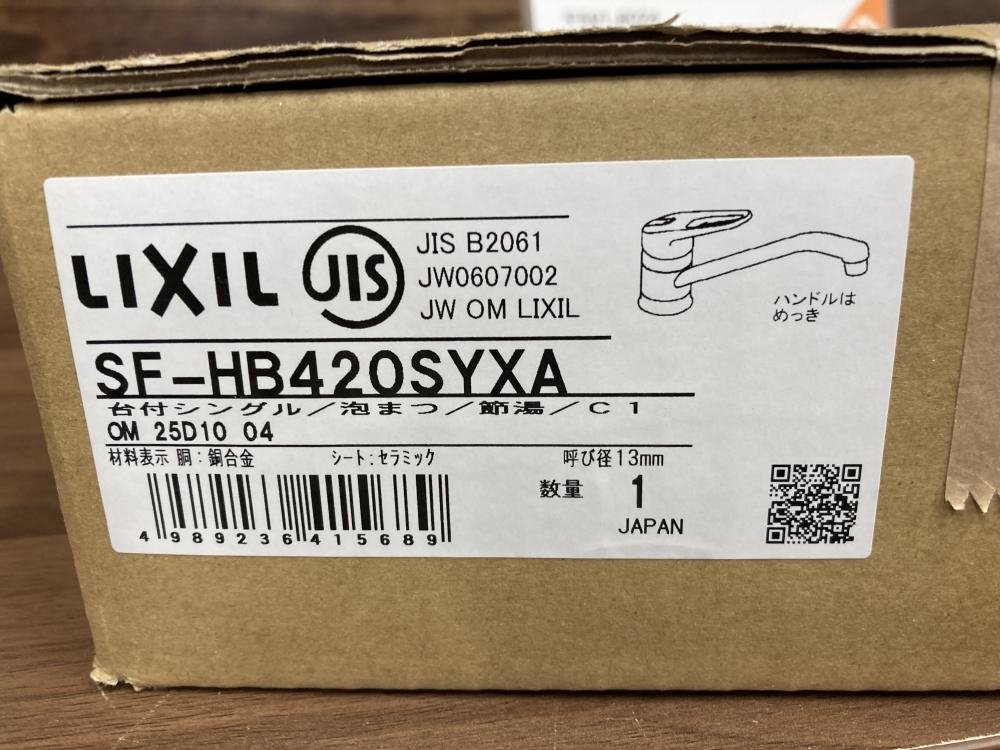 LIXIL
JIS
JIS B2061
JW0607002
JW OM LIXIL
ハンドルは
めっき
SF-HB420SYXA
台付シングル/泡まつ/節湯/C1
OM 25D10 04
材料表示 胴:銅合金 シート:セラミック 呼び径13mm
数量 1
JAPAN
4989236415689